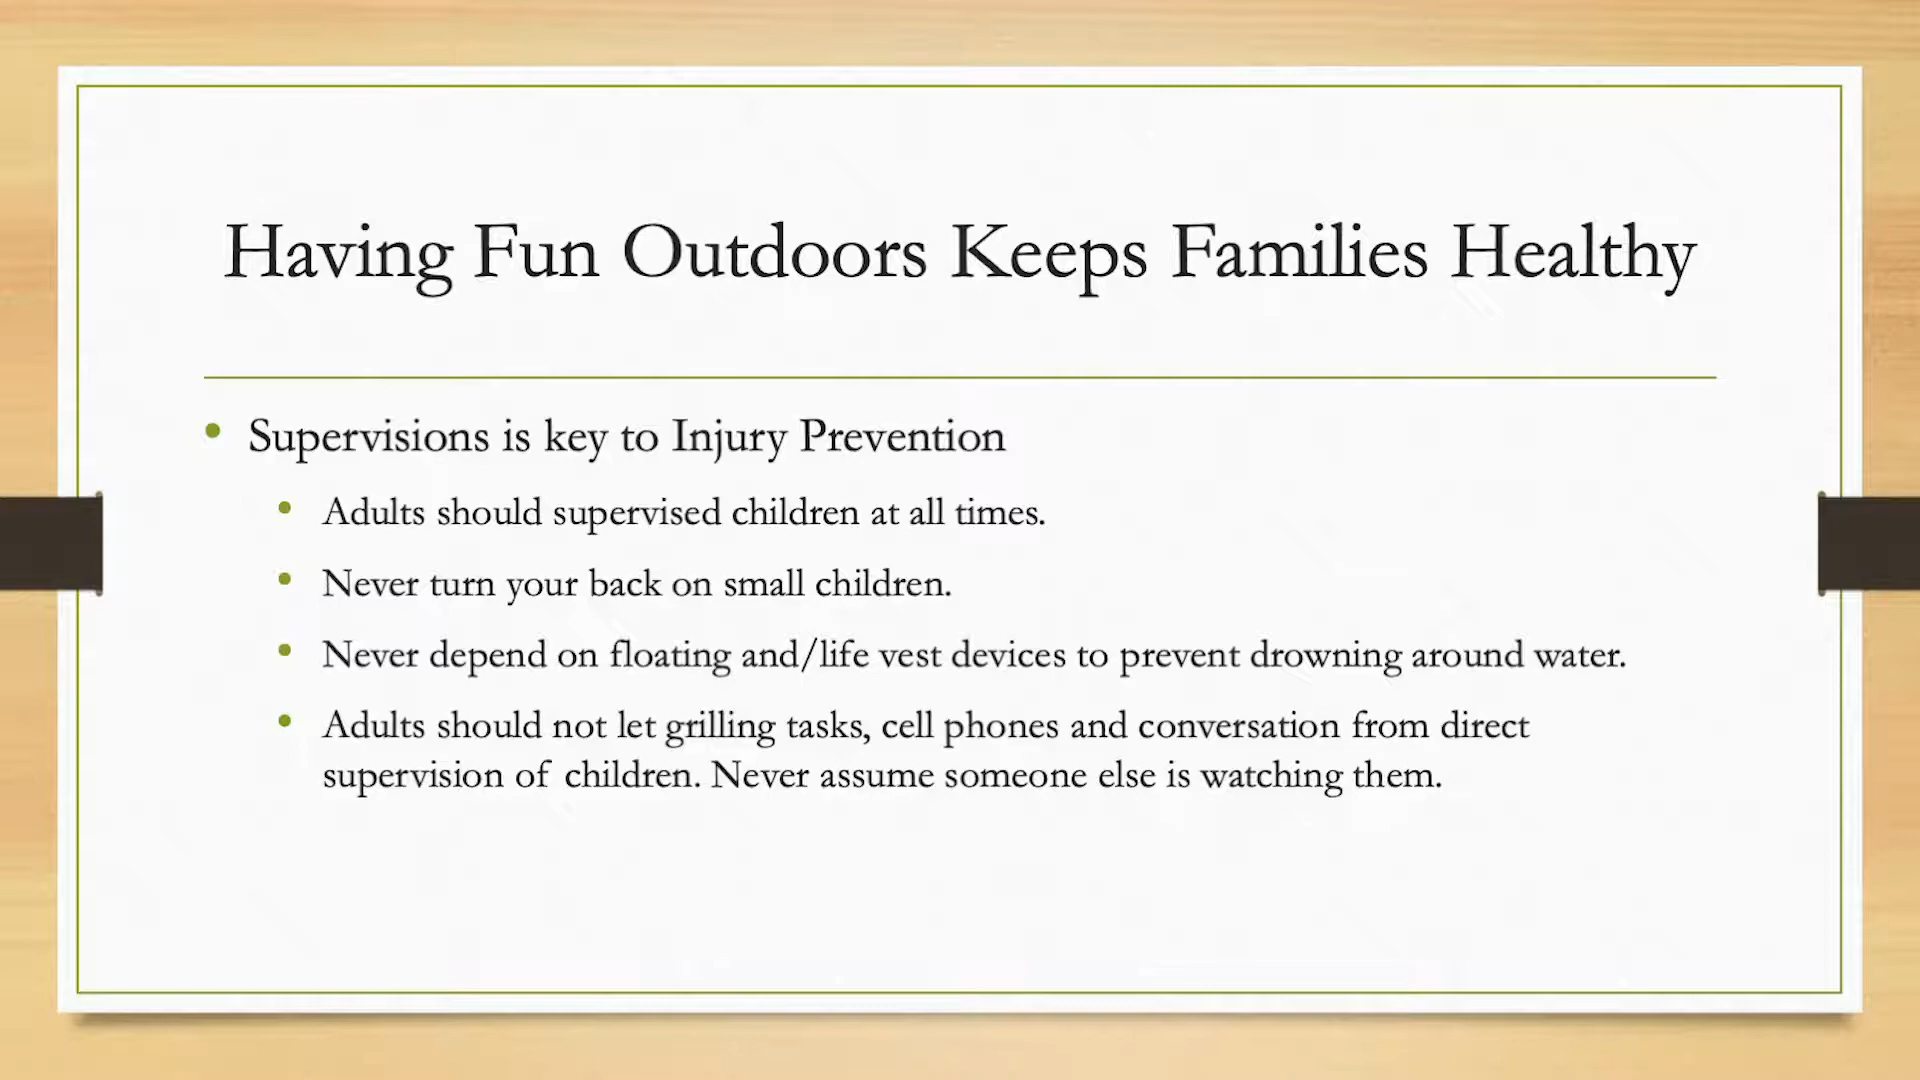 Having Fun Outdoors Keeps Families Healthy
• Supervisions is key to Injury Prevention
• Adults should supervised children at all times.
• Never turn your back on small children.
• Never depend on floating and/life vest devices to prevent drowning around water.
• Adults should not let grilling tasks, cell phones and conversation from direct
supervision of children. Never assume someone else is watching them.